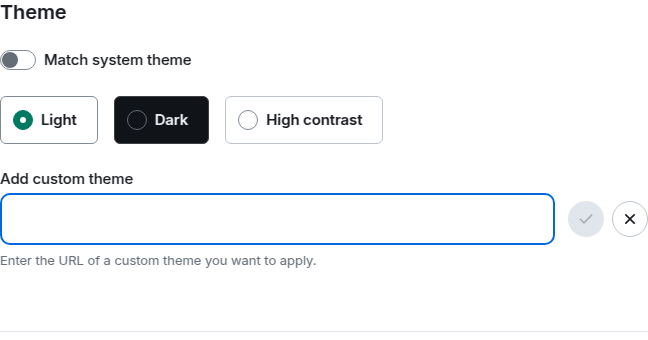 Theme
Match system theme
Light
Dark
High contrast
Add custom theme
Enter the URL of a custom theme you want to apply.